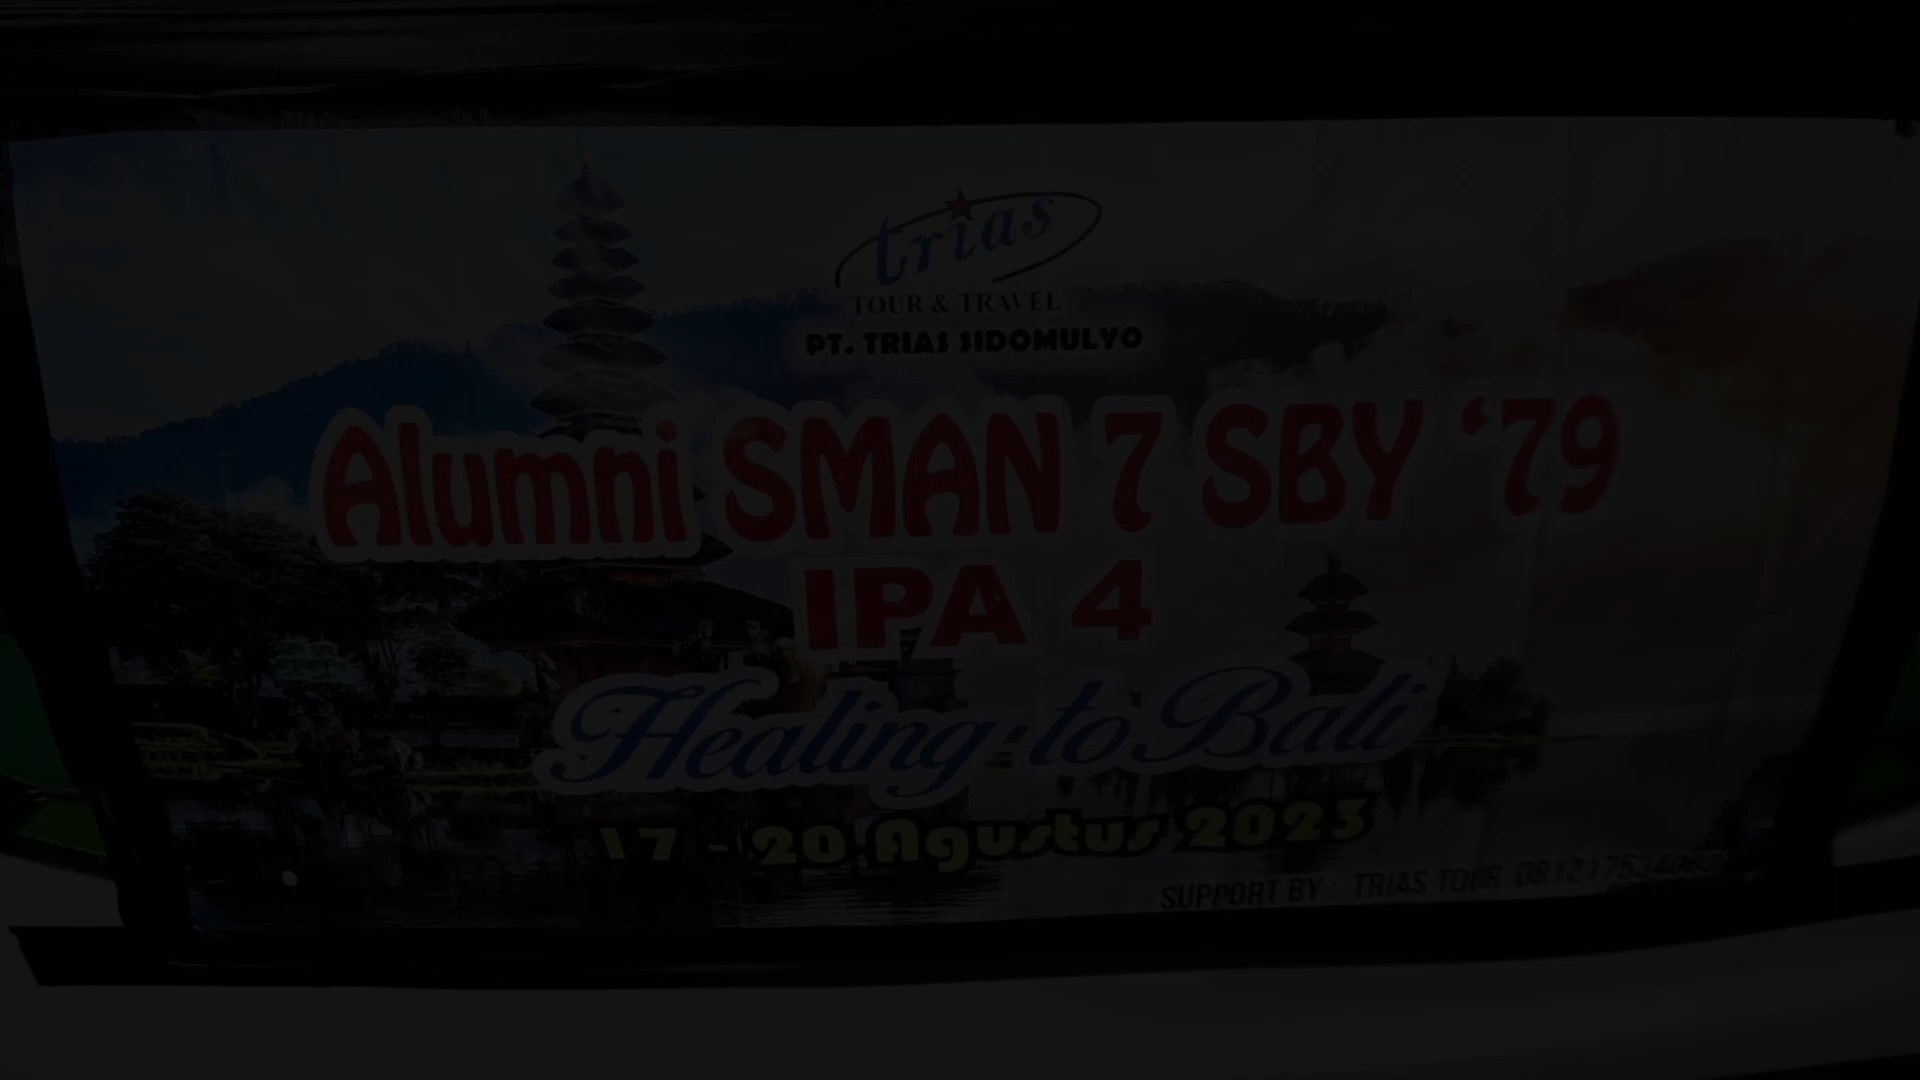 trias
TOUR & TRAVEL
PT. TRIAS SIDOMULYO
Alumni SMAN 7 SBY ‘79
IPA 4
Healing to Bali
17 - 20 Agustus 2023
SUPPORT BY : TRIAS TOUR